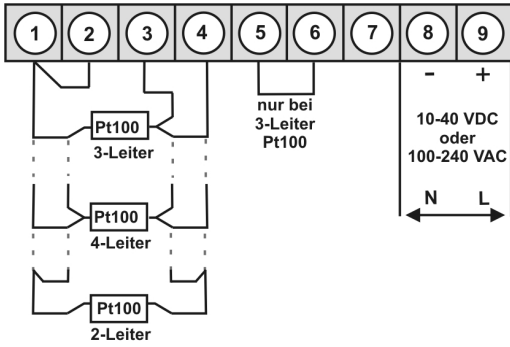 1 2 3 4 5 6 7 8 9
- +
nur bei
3-Leiter
Pt100
10-40 VDC
oder
100-240 VAC
N L
Pt100
3-Leiter
Pt100
4-Leiter
Pt100
2-Leiter